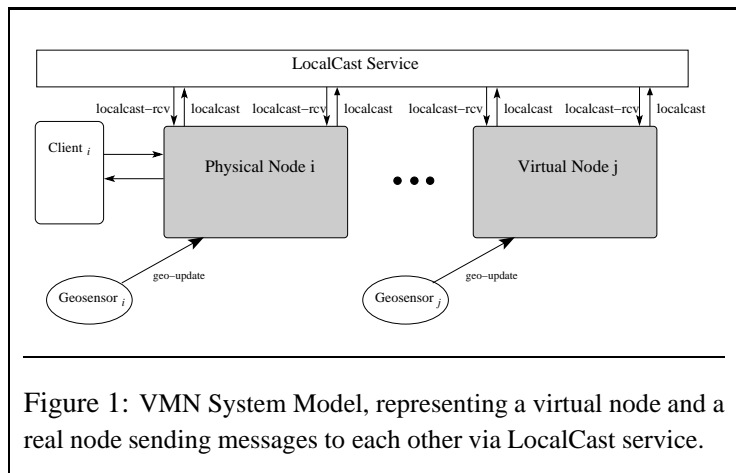 LocalCast Service
localcast–rcv localcast localcast–rcv localcast localcast–rcv localcast localcast–rcv localcast
Client i
Physical Node i
Virtual Node j
geo–update
geo–update
Geosensor i
Geosensor j
Figure 1: VMN System Model, representing a virtual node and a
real node sending messages to each other via LocalCast service.